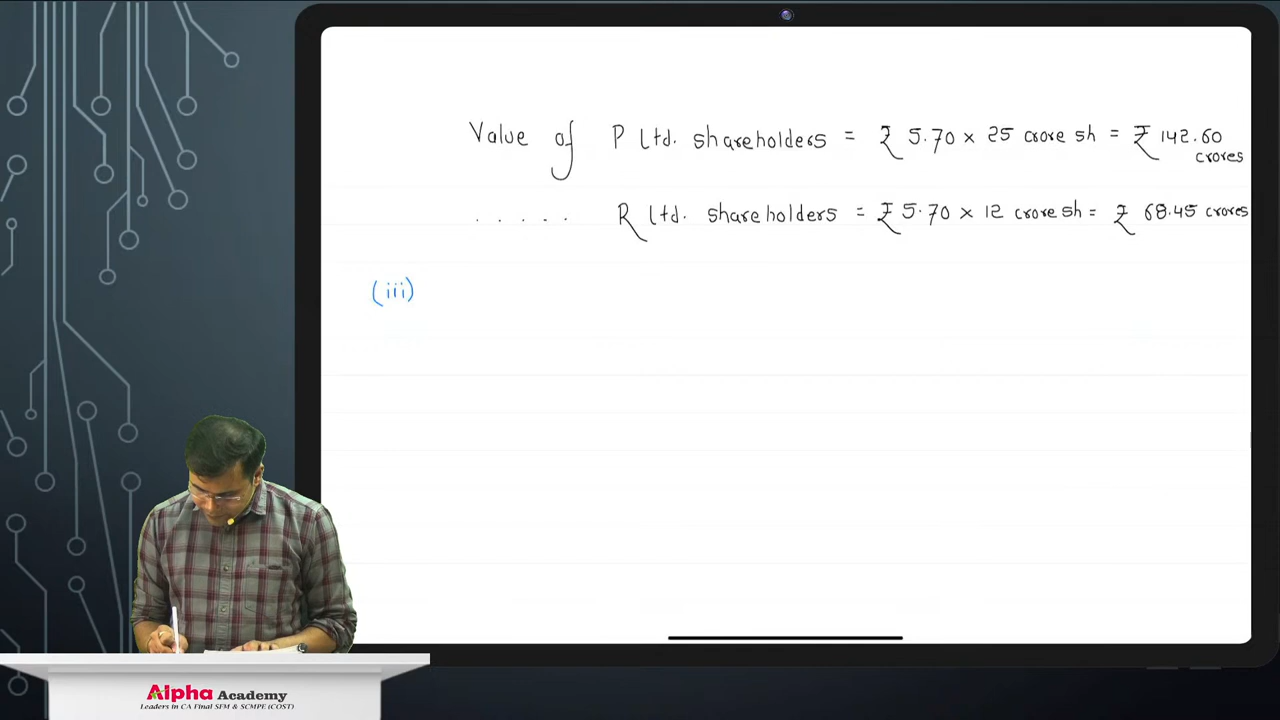 Value of P Ltd. shareholders = ₹ 5.70 × 25 crore sh = ₹ 142.60 crores
..... R Ltd. shareholders = ₹ 5.70 × 12 crore sh = ₹ 68.45 crores
(iii)
Alpha Academy
Leaders in CA Final SFM & SCMPE (COST)